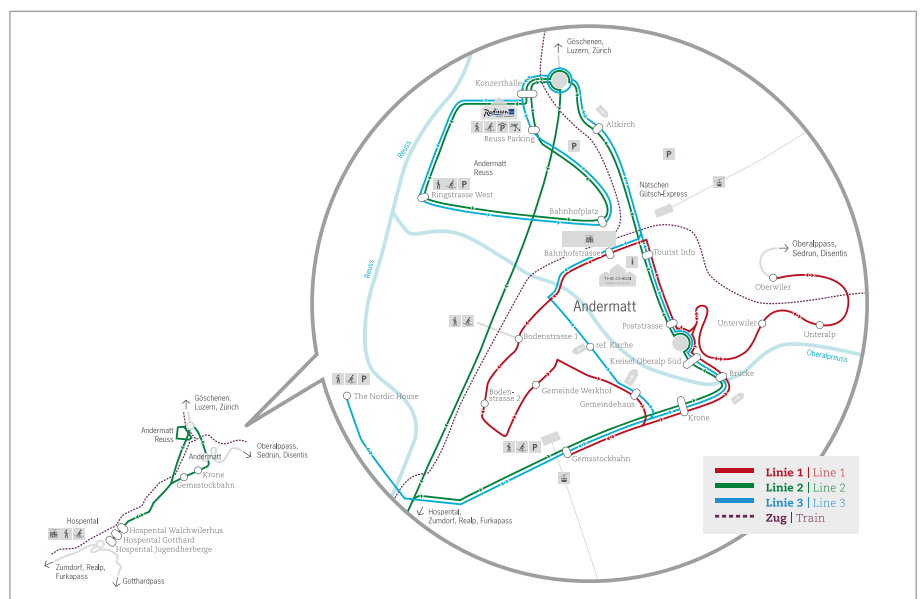 Göschenen,
Luzern, Zürich
Konzerthalle
Radisson
Reuss Parking
P
Altkirch
P
P
Reuss
Andermatt
Reuss
P
Ringstrasse West
Nätschen
Gütsch-Express
Bahnhofplatz
Bahnhofstrasse
i
Tourist Info
THE CHEDI
Oberalppass,
Sedrun, Disentis
Oberwiler
Reuss
Andermatt
Poststrasse
Unterwiler
Unteralp
Bodenstrasse 1
ref. Kirche
Kreisel Oberalp Süd
Oberalpreuss
Brücke
P
The Nordic House
Boden-
strasse 2
Gemeinde Werkhof
Gemeindehaus
Krone
P
Gemsstockbahn
Hospental,
Zumdorf, Realp, Furkapass
Göschenen,
Luzern, Zürich
Andermatt
Reuss
Andermatt
Oberalppass,
Sedrun, Disentis
Krone
Gemsstockbahn
Hospental
Hospental Walchwilerhus
Hospental Gotthard
Hospental Jugendherberge
Zumdorf, Realp,
Furkapass
Gotthardpass
Linie 1 | Line 1
Linie 2 | Line 2
Linie 3 | Line 3
Zug | Train